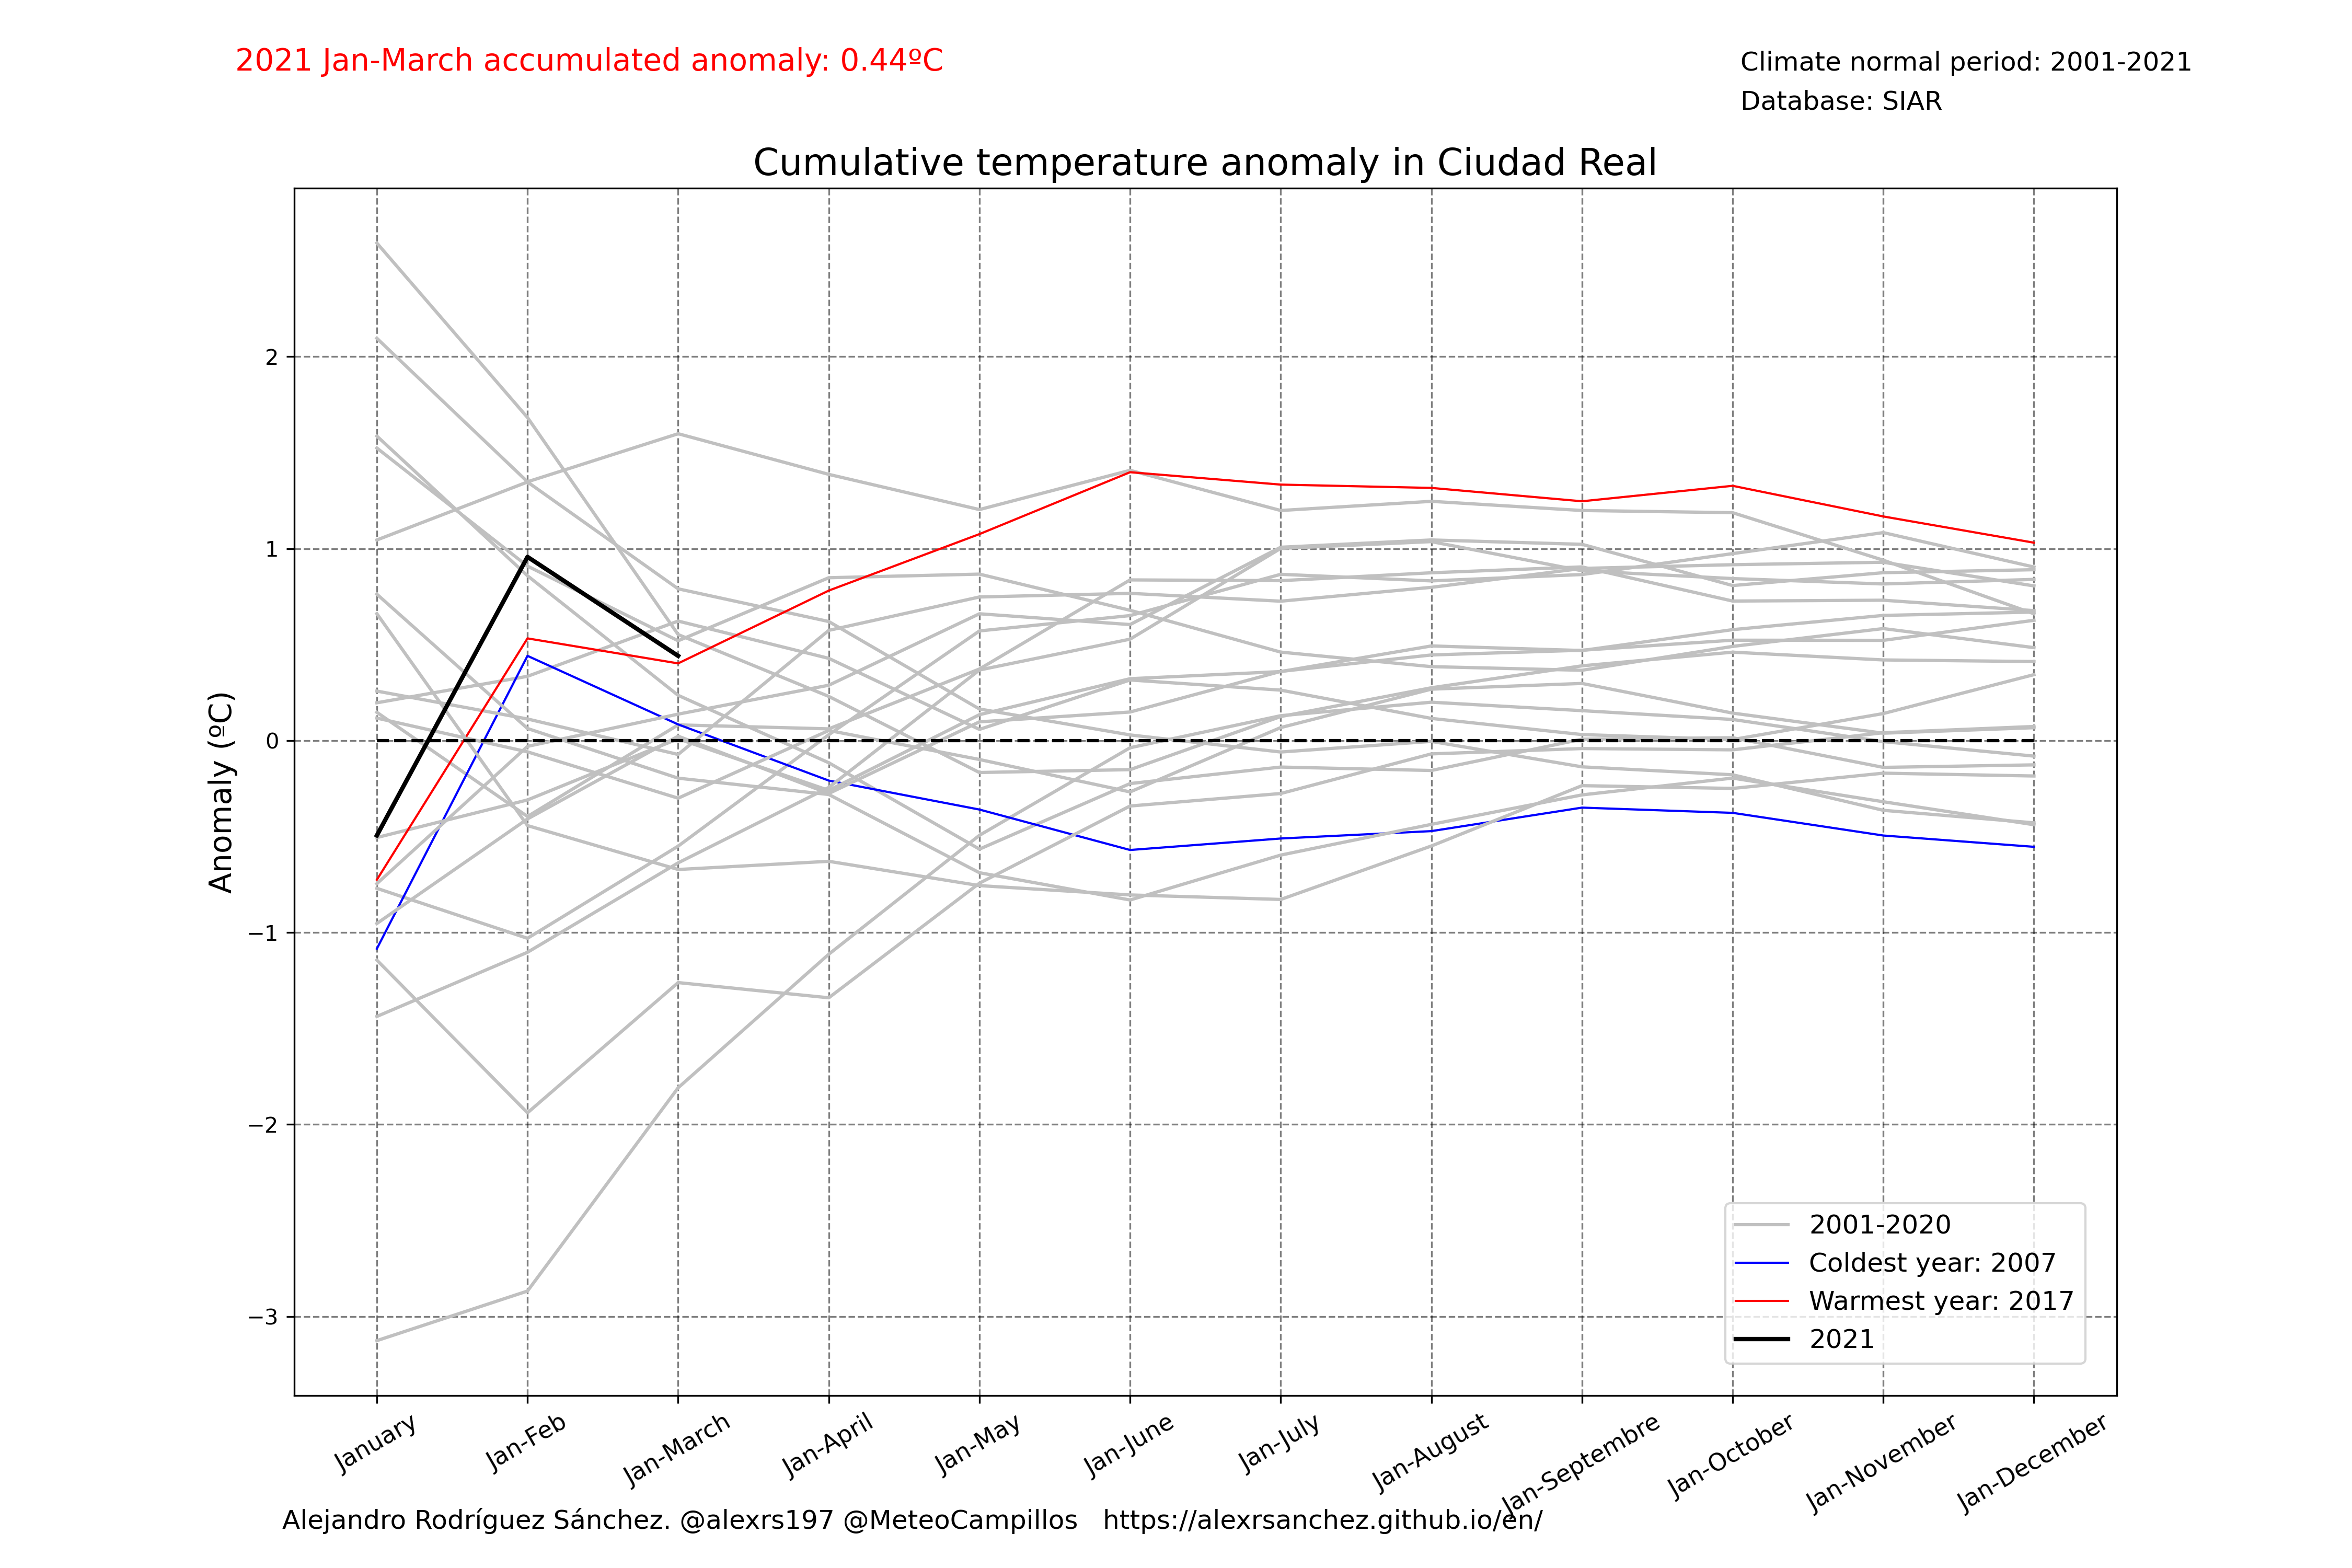 2021 Jan-March accumulated anomaly: 0.44ºC
Climate normal period: 2001-2021
Database: SIAR
Cumulative temperature anomaly in Ciudad Real
Anomaly (ºC)
2
1
0
−1
−2
−3
2001-2020
Coldest year: 2007
Warmest year: 2017
2021
January
Jan-Feb
Jan-March
Jan-April
Jan-May
Jan-June
Jan-July
Jan-August
Jan-Septembre
Jan-October
Jan-November
Jan-December
Alejandro Rodríguez Sánchez. @alexrs197 @MeteoCampillos https://alexrsanchez.github.io/en/